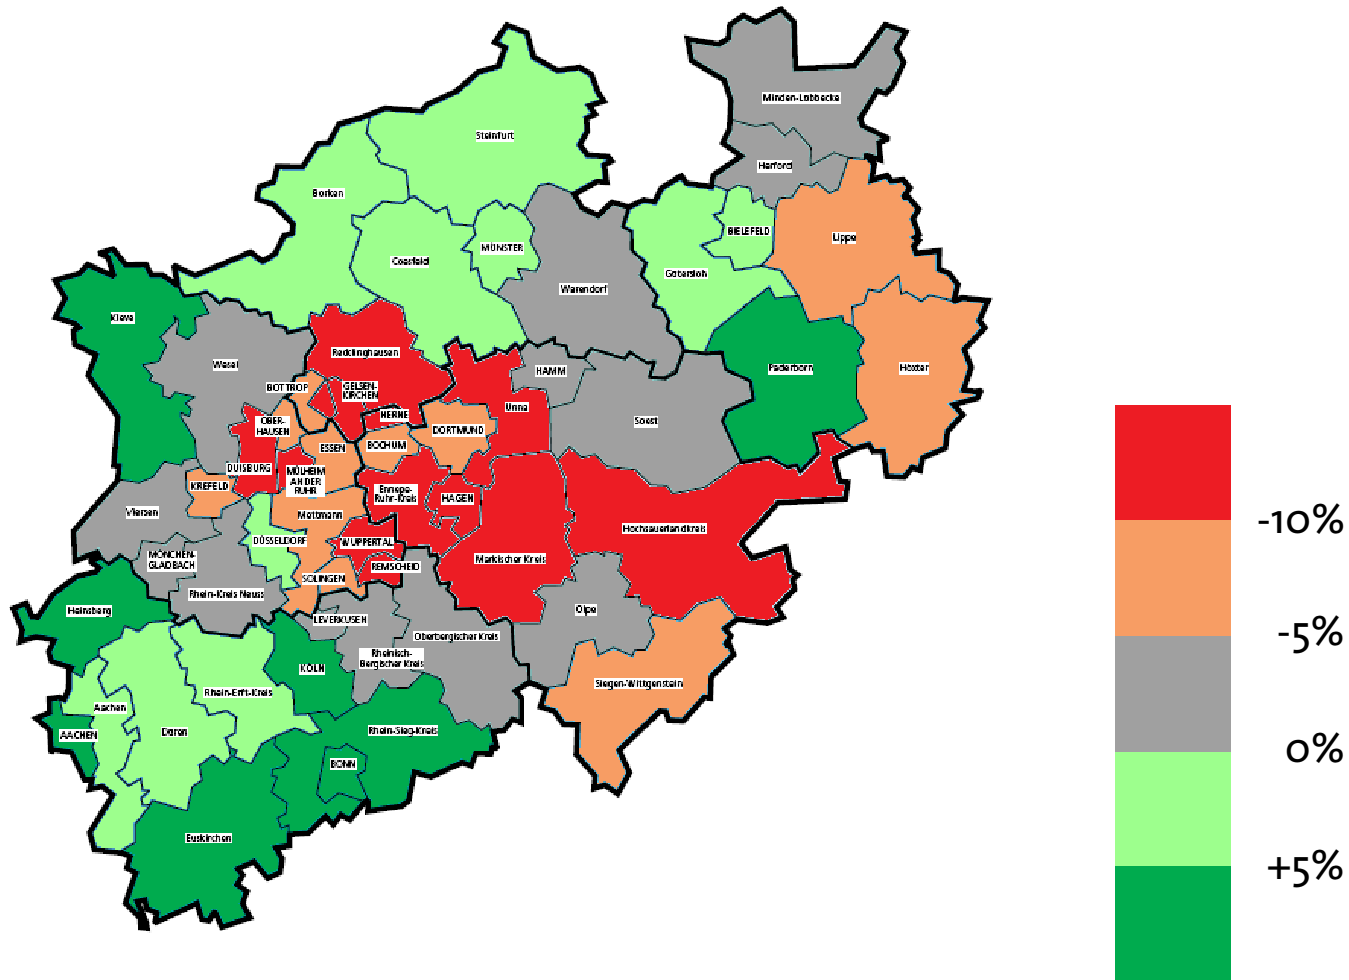 Minden-Lübbecke
Steinfurt
Herford
Borken
BIELEFELD
Lippe
MÜNSTER
Coesfeld
Gütersloh
Warendorf
Kleve
Recklinghausen
Wesel
Paderborn
Höxter
HAMM
BOTTROP
GELSEN-
KIRCHEN
Unna
HERNE
Soest
OBER-
HAUSEN
DORTMUND
ESSEN
BOCHUM
DUISBURG
MÜLHEIM
AN DER
RUHR
KREFELD
Ennepe-
Ruhr-Kreis
HAGEN
Viersen
Mettmann
-10%
Hochsauerlandkreis
DÜSSELDORF
WUPPERTAL
MÖNCHEN-
GLADBACH
Märkischer Kreis
REMSCHEID
SOLINGEN
Rhein-Kreis Neuss
Heinsberg
Olpe
LEVERKUSEN
-5%
Oberbergischer Kreis
Rheinisch-
Bergischer Kreis
KÖLN
Siegen-Wittgenstein
Rhein-Erft-Kreis
Aachen
AACHEN
Düren
Rhein-Sieg-Kreis
0%
BONN
Euskirchen
+5%